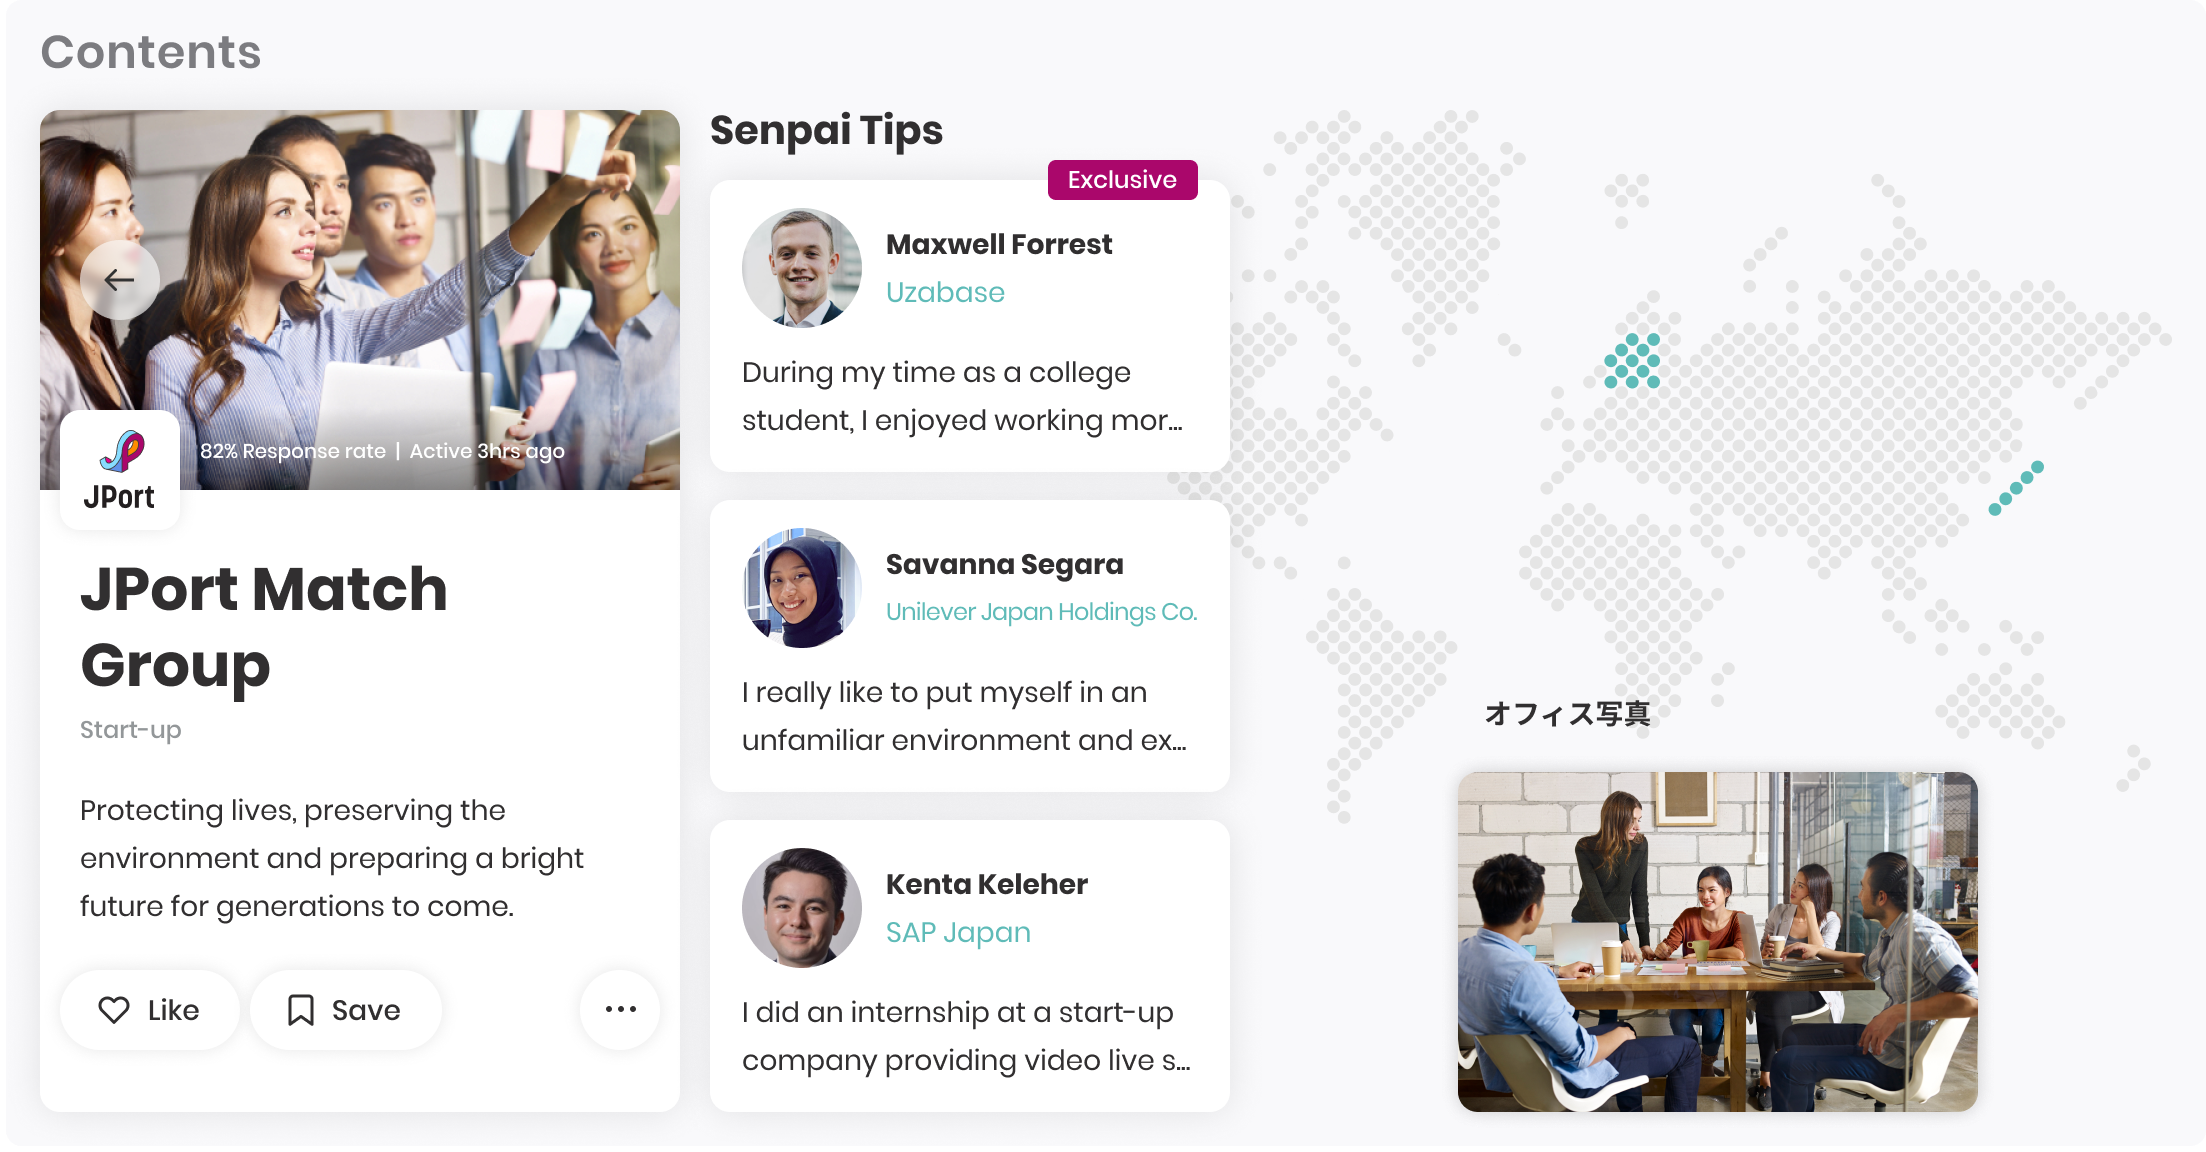 Contents
82% Response rate | Active 3hrs ago
JPort
JPort Match
Group
Start-up
Protecting lives, preserving the
environment and preparing a bright
future for generations to come.
Like
Save
Senpai Tips
Exclusive
Maxwell Forrest
Uzabase
During my time as a college
student, I enjoyed working mor...
Savanna Segara
Unilever Japan Holdings Co.
I really like to put myself in an
unfamiliar environment and ex...
Kenta Keleher
SAP Japan
I did an internship at a start-up
company providing video live s...
オフィス写真